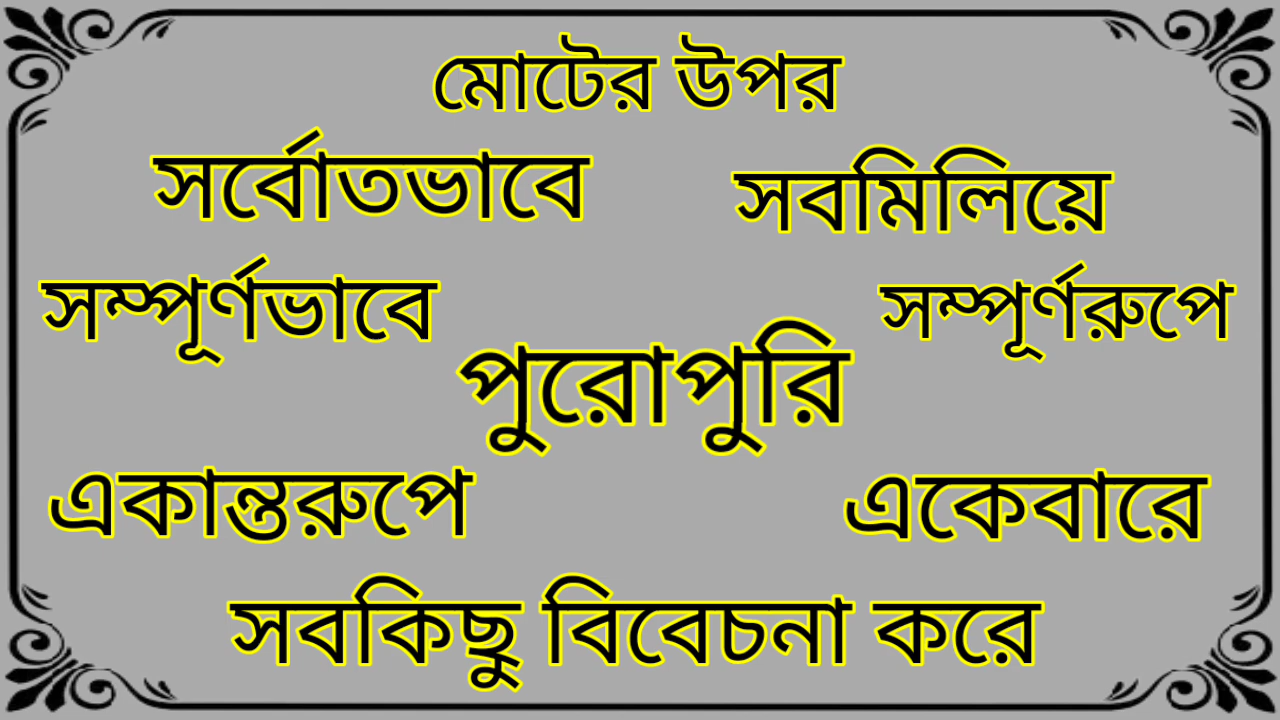 মোটের উপর
সর্বোতভাবে
সবমিলিয়ে
সম্পূর্ণভাবে
সম্পূর্ণরুপে
পুরোপুরি
একান্তরুপে
একেবারে
সবকিছু বিবেচনা করে